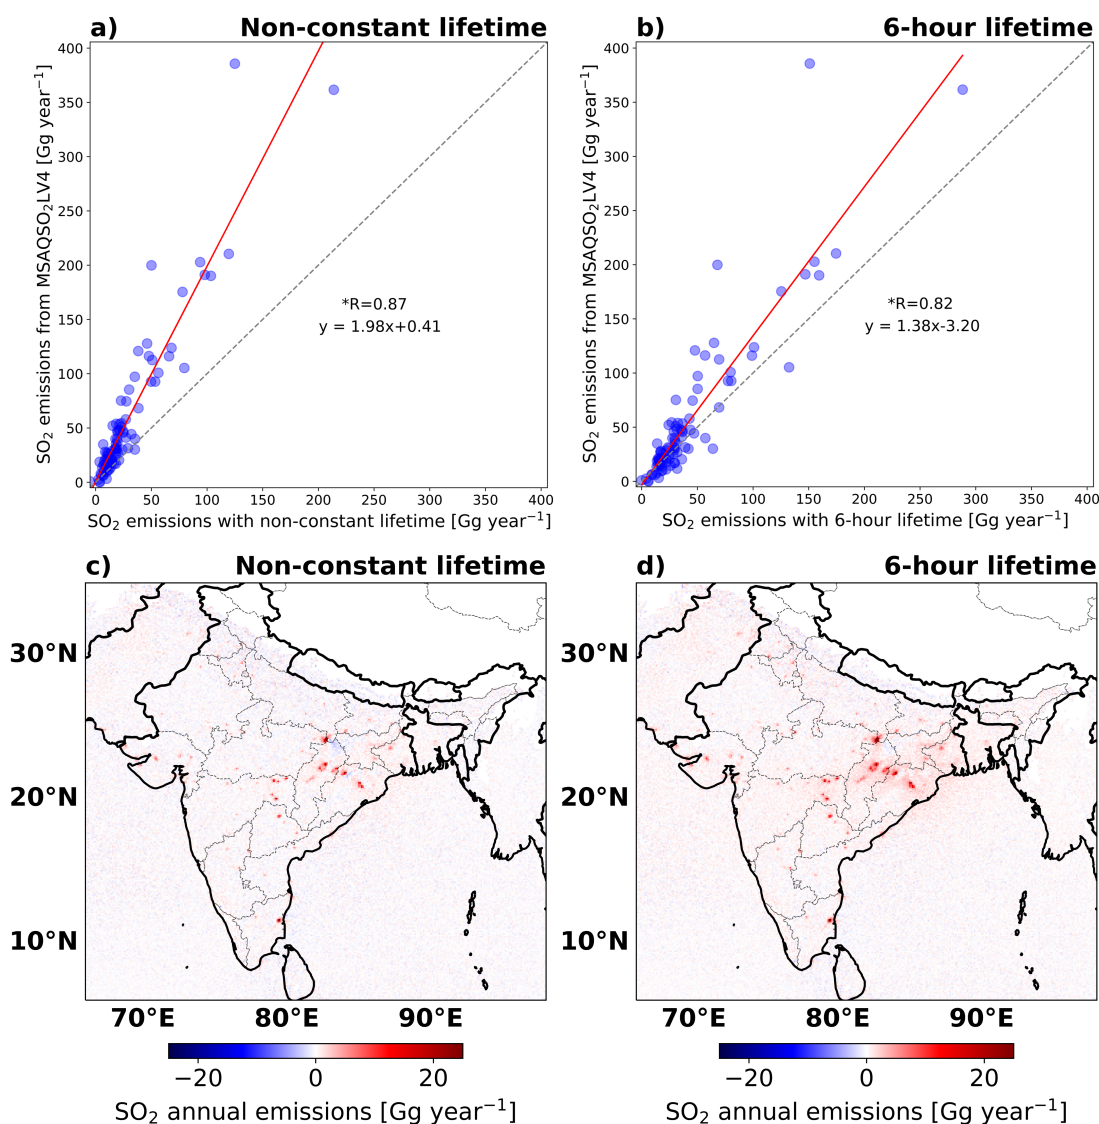 a) Non-constant lifetime
SO₂ emissions from MSAQSO₂LV4 [Gg year⁻¹]
400
350
300
250
200
150
100
50
0
*R=0.87
y = 1.98x+0.41
0 50 100 150 200 250 300 350 400
SO₂ emissions with non-constant lifetime [Gg year⁻¹]
b) 6-hour lifetime
SO₂ emissions from MSAQSO₂LV4 [Gg year⁻¹]
400
350
300
250
200
150
100
50
0
*R=0.82
y = 1.38x-3.20
0 50 100 150 200 250 300 350 400
SO₂ emissions with 6-hour lifetime [Gg year⁻¹]
c) Non-constant lifetime
30°N
20°N
10°N
70°E 80°E 90°E
−20 0 20
SO₂ annual emissions [Gg year⁻¹]
d) 6-hour lifetime
30°N
20°N
10°N
70°E 80°E 90°E
−20 0 20
SO₂ annual emissions [Gg year⁻¹]